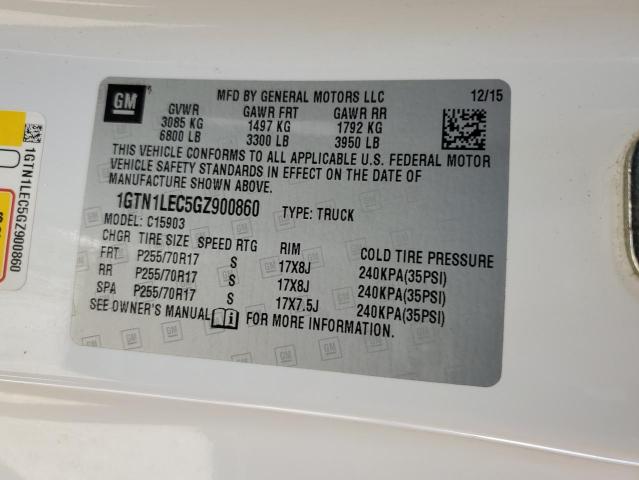 GM
MFD BY GENERAL MOTORS LLC 12/15
GVWR GAWR FRT GAWR RR
3085 KG 1497 KG 1792 KG
6800 LB 3300 LB 3950 LB
THIS VEHICLE CONFORMS TO ALL APPLICABLE U.S. FEDERAL MOTOR
VEHICLE SAFETY STANDARDS IN EFFECT ON THE DATE OF
MANUFACTURE SHOWN ABOVE.
1GTN1LEC5GZ900860 TYPE: TRUCK
MODEL: C15903
CHGR TIRE SIZE SPEED RTG RIM COLD TIRE PRESSURE
FRT P255/70R17 S 17X8J 240KPA(35PSI)
RR P255/70R17 S 17X8J 240KPA(35PSI)
SPA P255/70R17 S 17X7.5J 240KPA(35PSI)
SEE OWNER'S MANUAL FOR MORE INFORMATION.
1GTN1LEC5GZ900860